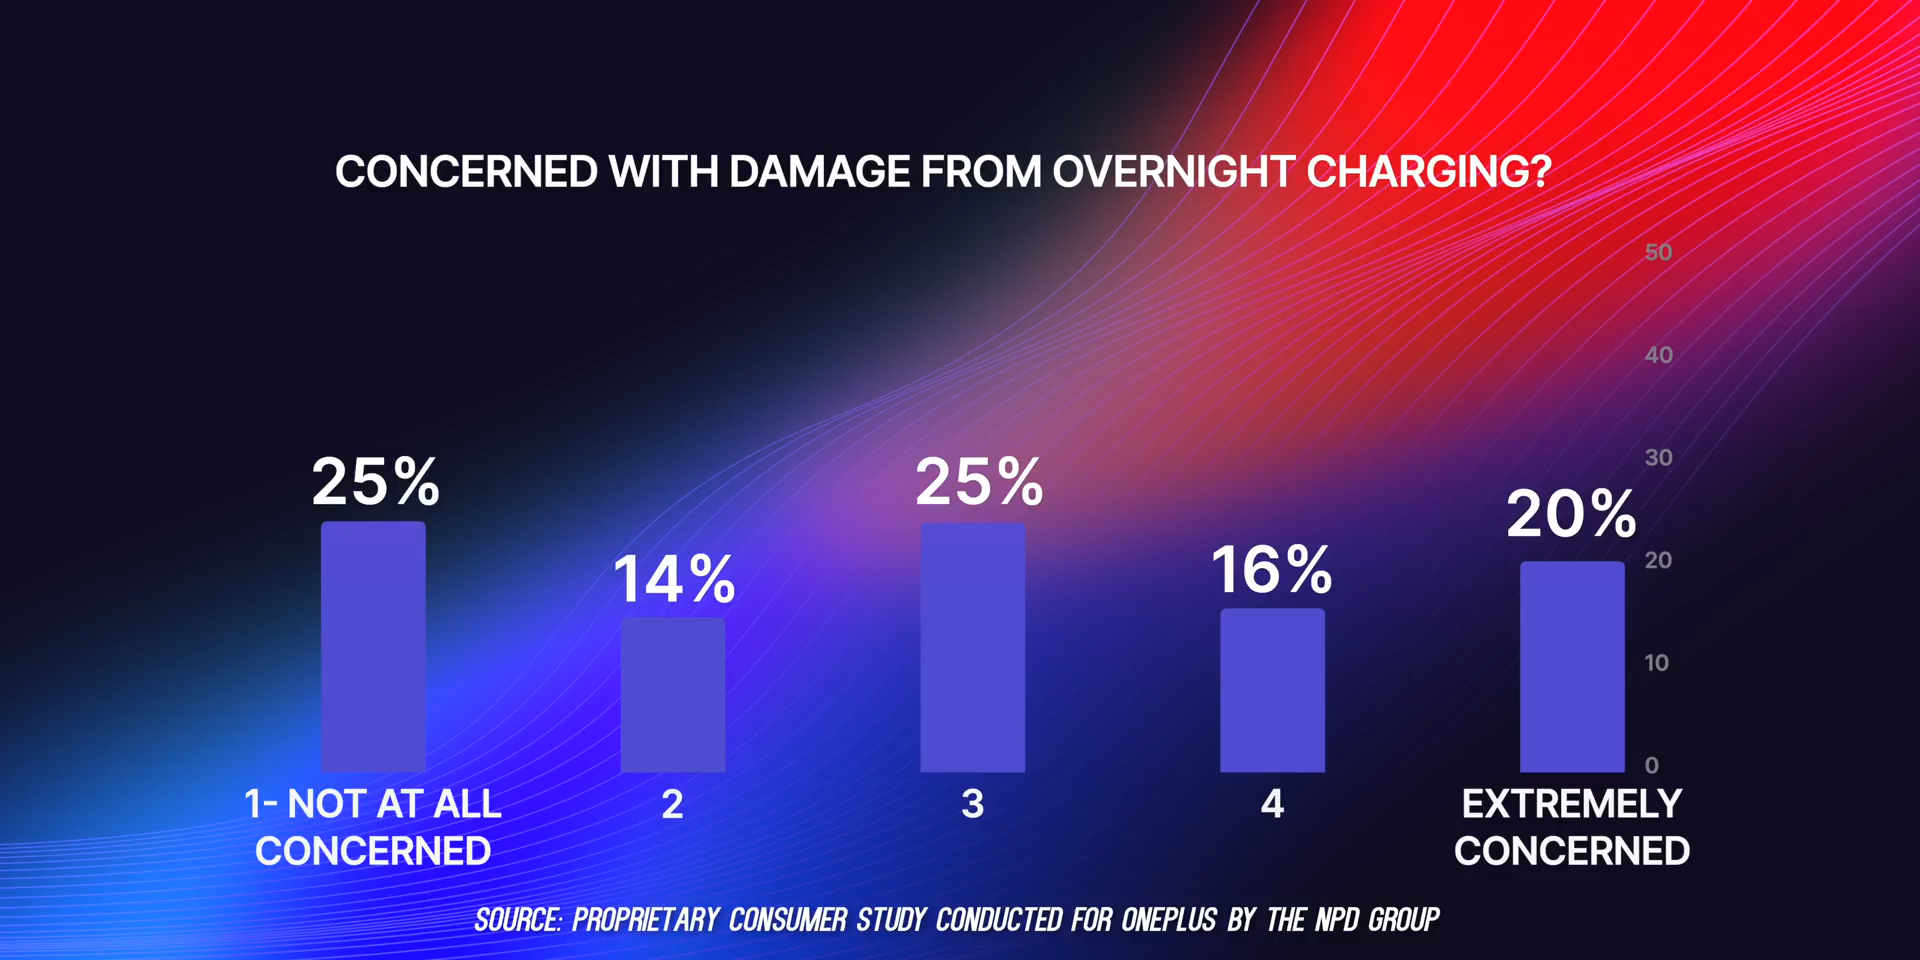 CONCERNED WITH DAMAGE FROM OVERNIGHT CHARGING?
50
40
30
20
10
0
25%
14%
25%
16%
20%
1- NOT AT ALL
CONCERNED
2
3
4
EXTREMELY
CONCERNED
SOURCE: PROPRIETARY CONSUMER STUDY CONDUCTED FOR ONEPLUS BY THE NPD GROUP